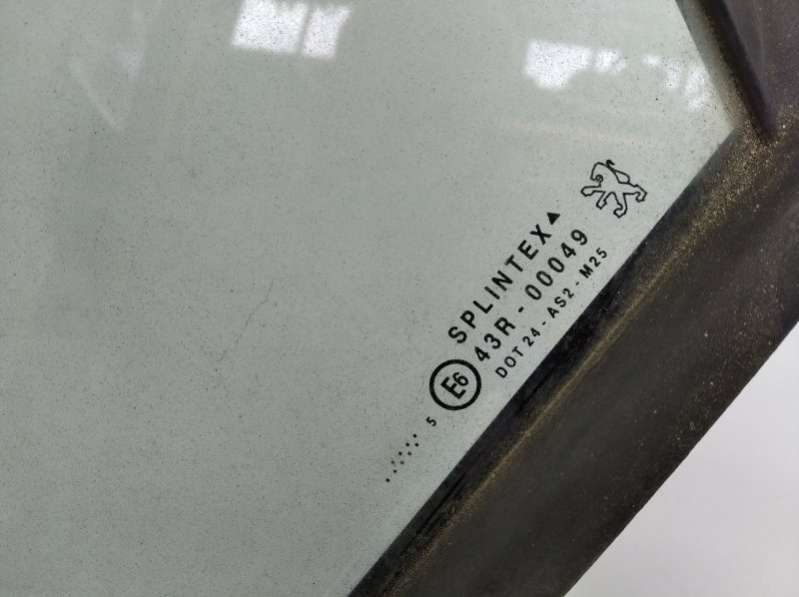 SPLINTEX▲
43R-00049
E6
DOT24-AS2-M25
5